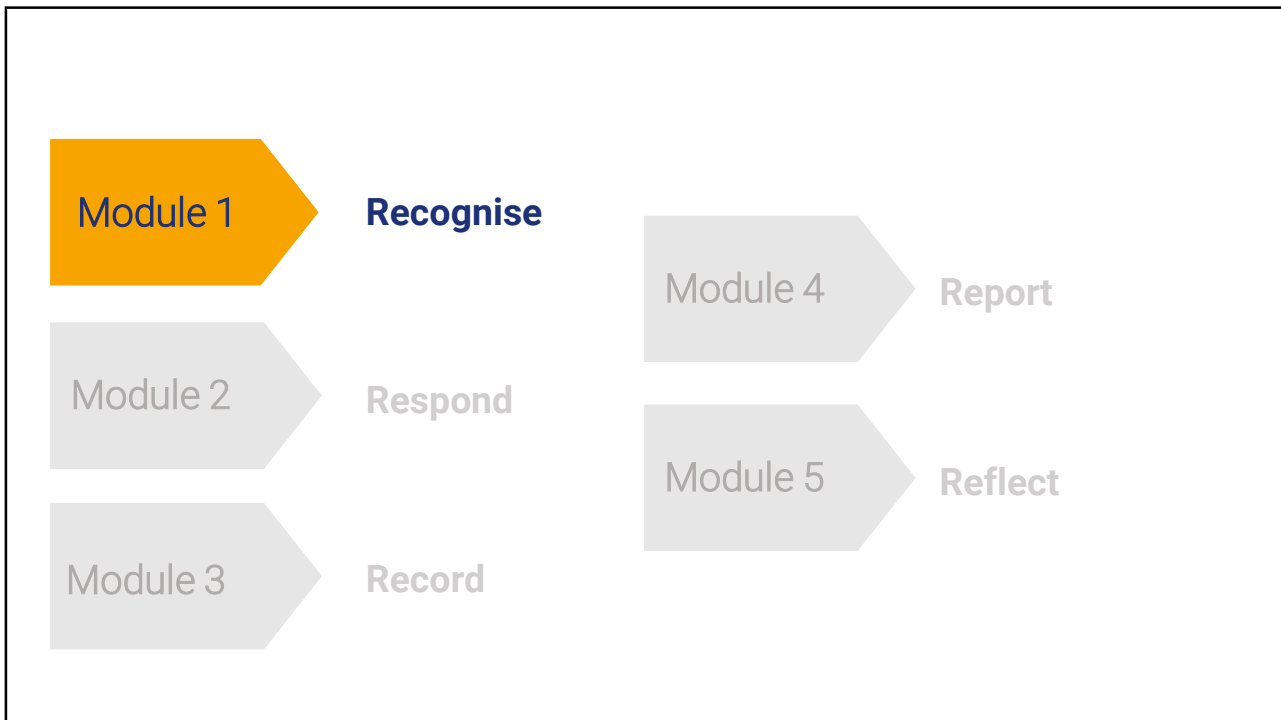 Module 1
Recognise
Module 2
Respond
Module 3
Record
Module 4
Report
Module 5
Reflect